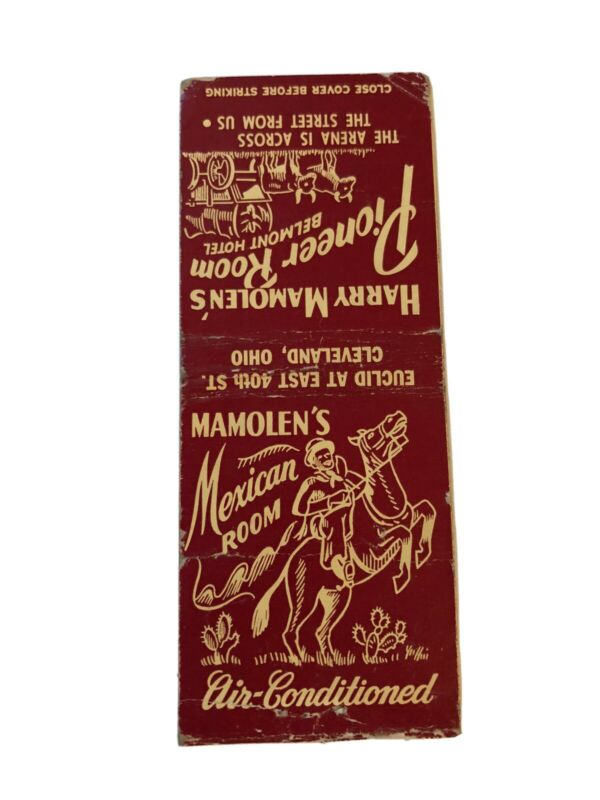 CLOSE COVER BEFORE STRIKING
THE ARENA IS ACROSS
THE STREET FROM US •
HARRY MAMOLEN'S
Pioneer Room
BELMONT HOTEL
EUCLID AT EAST 40th ST.
CLEVELAND, OHIO
MAMOLEN'S
Mexican
ROOM
Air-Conditioned